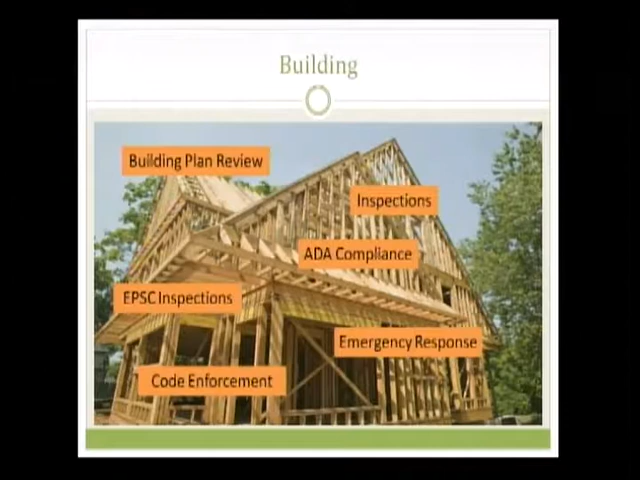 Building
Building Plan Review
Inspections
ADA Compliance
EPSC Inspections
Emergency Response
Code Enforcement